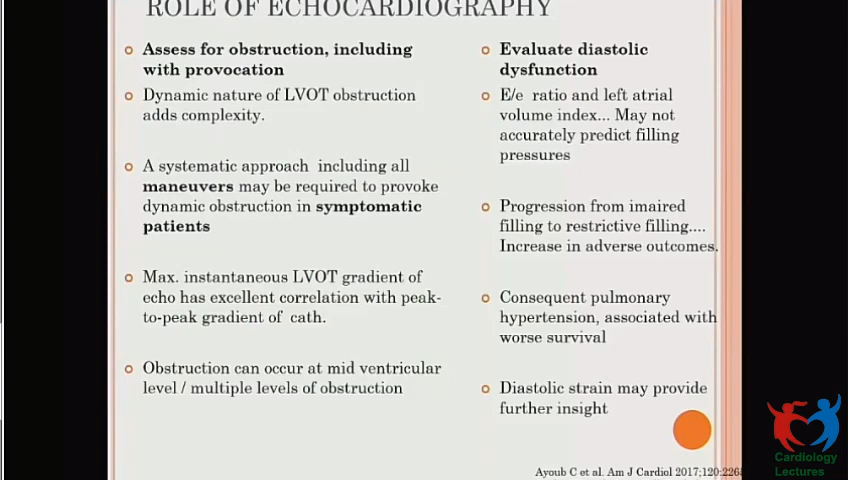 ROLE OF ECHOCARDIOGRAPHY
Assess for obstruction, including
with provocation
Dynamic nature of LVOT obstruction
adds complexity.
A systematic approach including all
maneuvers may be required to provoke
dynamic obstruction in symptomatic
patients
Max. instantaneous LVOT gradient of
echo has excellent correlation with peak-
to-peak gradient of cath.
Obstruction can occur at mid ventricular
level / multiple levels of obstruction
Evaluate diastolic
dysfunction
E/e ratio and left atrial
volume index... May not
accurately predict filling
pressures
Progression from imaired
filling to restrictive filling....
Increase in adverse outcomes.
Consequent pulmonary
hypertension, associated with
worse survival
Diastolic strain may provide
further insight
Ayoub C et al. Am J Cardiol 2017;120:226
Cardiology
Lectures